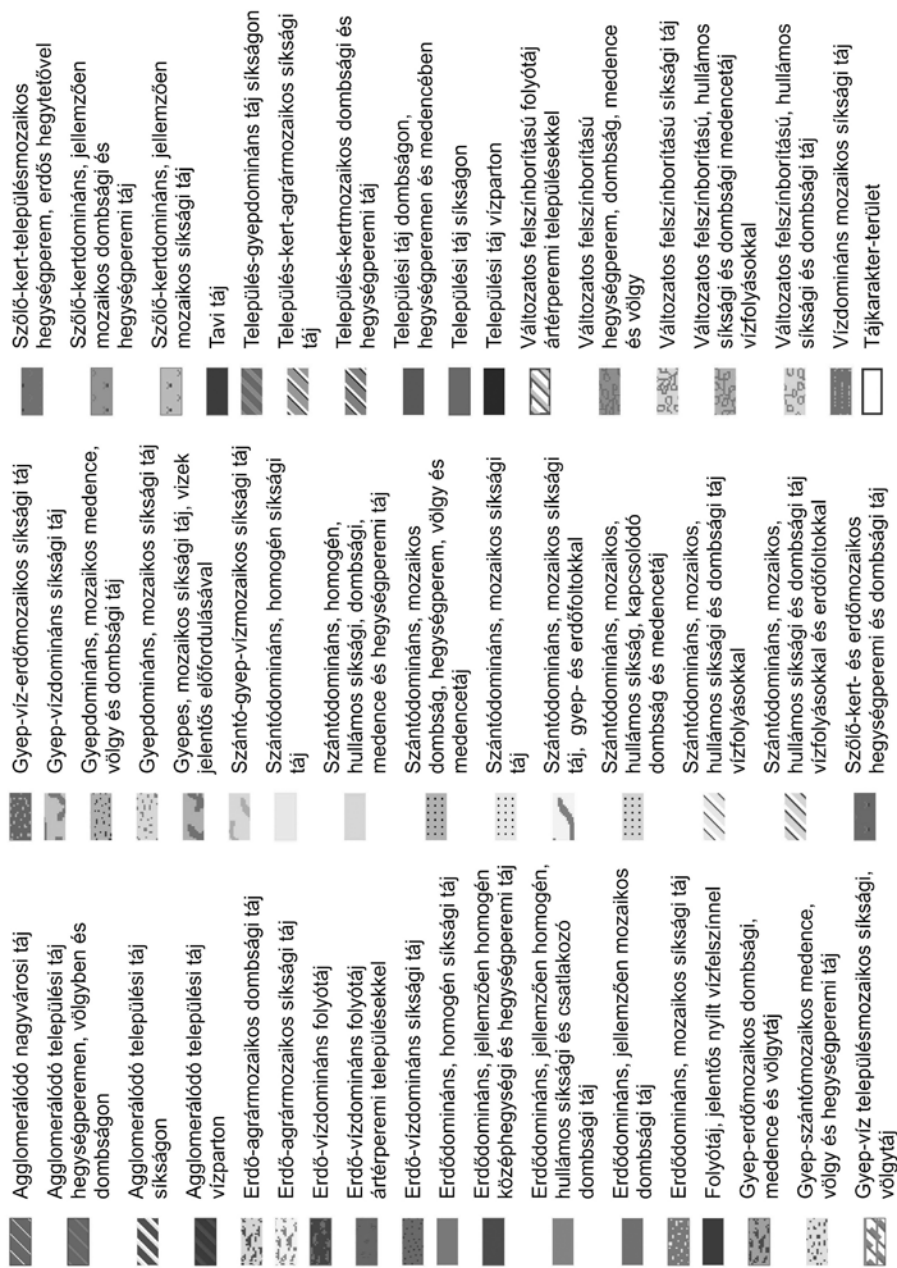 Agglomerálódó nagyvárosi táj
Agglomerálódó települési táj
hegységperemen, völgyben és
dombságon
Agglomerálódó települési táj
síkságon
Agglomerálódó települési táj
vízparton
Erdő-agrármozaikos dombsági táj
Erdő-agrármozaikos síksági táj
Erdő-vízdomináns folyótáj
Erdő-vízdomináns folyótáj
ártérperemi településekkel
Erdő-vízdomináns síksági táj
Erdődomináns, homogén síksági táj
Erdődomináns, jellemzően homogén
középhegységi és hegységperemi táj
Erdődomináns, jellemzően homogén,
hullámos síksági és csatlakozó
dombsági táj
Erdődomináns, jellemzően mozaikos
dombsági táj
Erdődomináns, mozaikos síksági táj
Folyótáj, jelentős nyílt vízfelszínnel
Gyep-erdőmozaikos dombsági,
medence és völgytáj
Gyep-szántómozaikos medence,
völgy és hegységperemi táj
Gyep-víz településmozaikos síksági,
völgytáj
Gyep-víz-erdőmozaikos síksági táj
Gyep-vízdomináns síksági táj
Gyepdomináns, mozaikos medence,
völgy és dombsági táj
Gyepdomináns, mozaikos síksági táj
Gyepes, mozaikos síksági táj, vizek
jelentős előfordulásával
Szántó-gyep-vízmozaikos síksági táj
Szántódomináns, homogén síksági
táj
Szántódomináns, homogén,
hullámos síksági, dombsági,
medence és hegységperemi táj
Szántódomináns, mozaikos
dombság, hegységperem, völgy és
medencetáj
Szántódomináns, mozaikos síksági
táj
Szántódomináns, mozaikos síksági
táj, gyep- és erdőfoltokkal
Szántódomináns, mozaikos,
hullámos síkság, kapcsolódó
dombság és medencetáj
Szántódomináns, mozaikos,
hullámos síksági és dombsági táj
vízfolyásokkal
Szántódomináns, mozaikos,
hullámos síksági és dombsági táj
vízfolyásokkal és erdőfoltokkal
Szőlő-kert- és erdőmozaikos
hegységperemi és dombsági táj
Szőlő-kert-településmozaikos
hegységperem, erdős hegytetővel
Szőlő-kertdomináns, jellemzően
mozaikos dombsági és
hegységperemi táj
Szőlő-kertdomináns, jellemzően
mozaikos síksági táj
Tavi táj
Település-gyepdomináns táj síkságon
Település-kert-agrármozaikos síksági
táj
Település-kertmozaikos dombsági és
hegységperemi táj
Települési táj dombságon,
hegységperemen és medencében
Települési táj síkságon
Települési táj vízparton
Változatos felszínborítású folyótáj
ártérperemi településekkel
Változatos felszínborítású
hegységperem, dombság, medence
és völgy
Változatos felszínborítású síksági táj
Változatos felszínborítású, hullámos
síksági és dombsági medencetáj
vízfolyásokkal
Változatos felszínborítású, hullámos
síksági és dombsági táj
Vízdomináns mozaikos síksági táj
Tájkarakter-terület